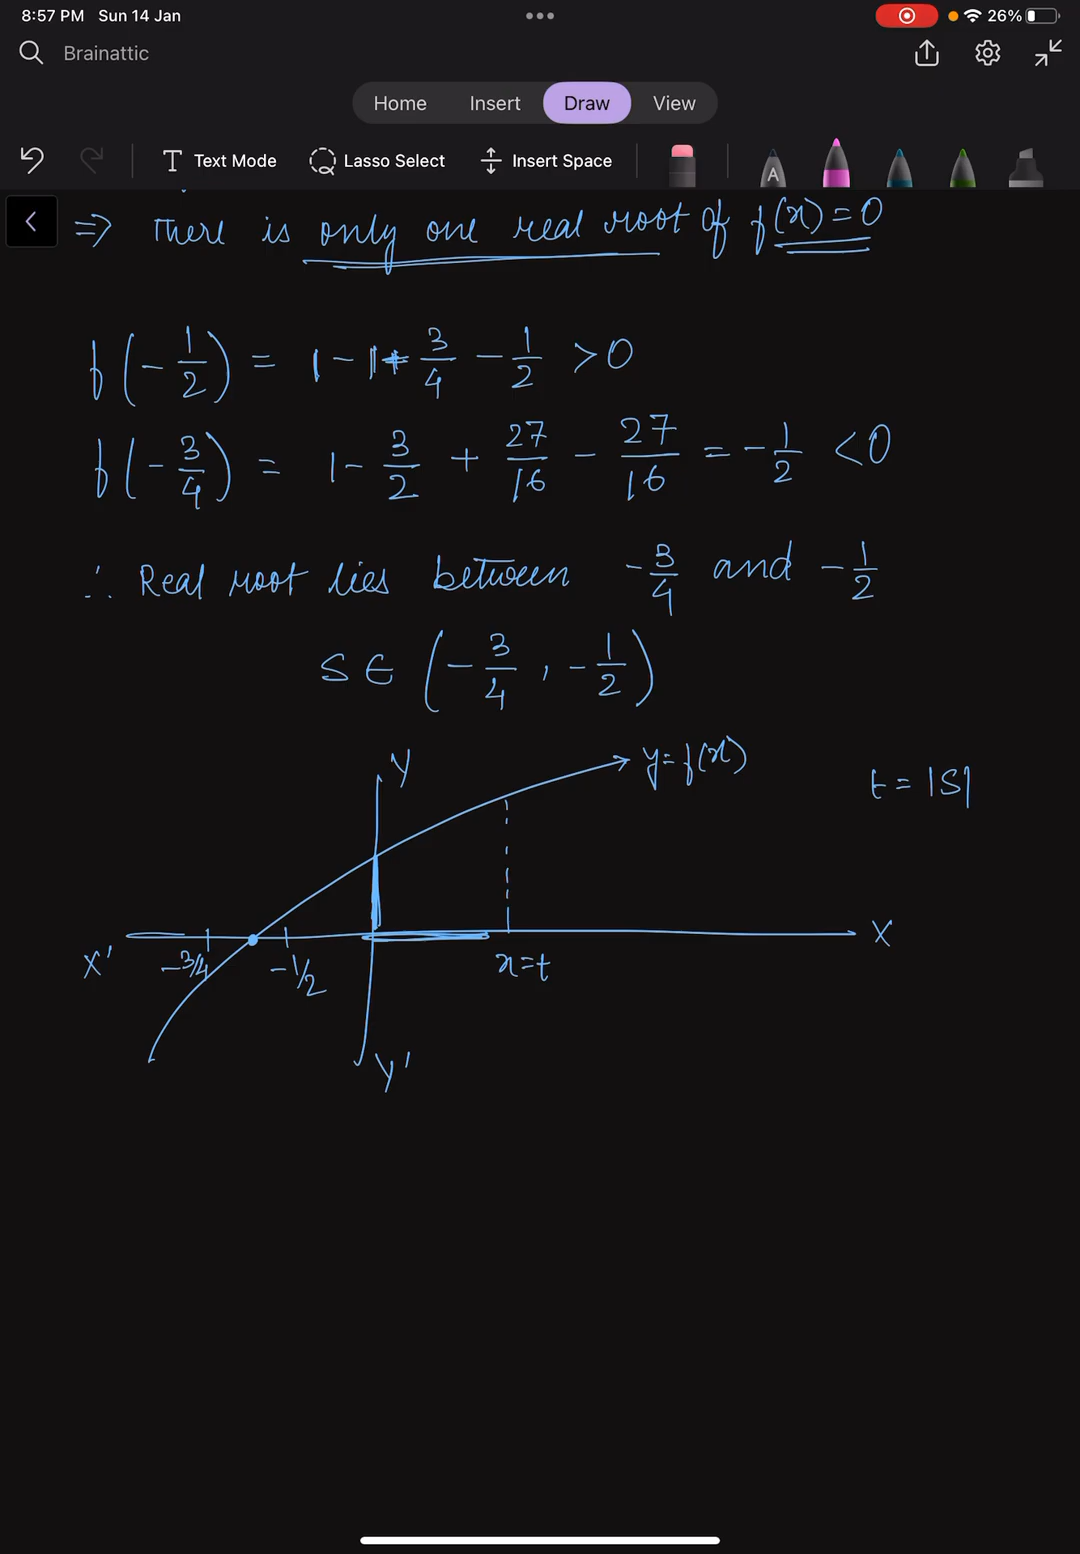 8:57 PM Sun 14 Jan
26%
Brainattic
Home Insert Draw View
T Text Mode Lasso Select Insert Space A
⇒ There is only one real root of f(x) = 0
f(-1/2) = 1 - 1 + 3/4 - 1/2 > 0
f(-3/4) = 1 - 3/2 + 27/16 - 27/16 = -1/2 < 0
∴ Real root lies between -3/4 and -1/2
S ∈ (-3/4, -1/2)
Y
y = f(x)
t = |S|
X' -3/4 -1/2 x=t X
Y'